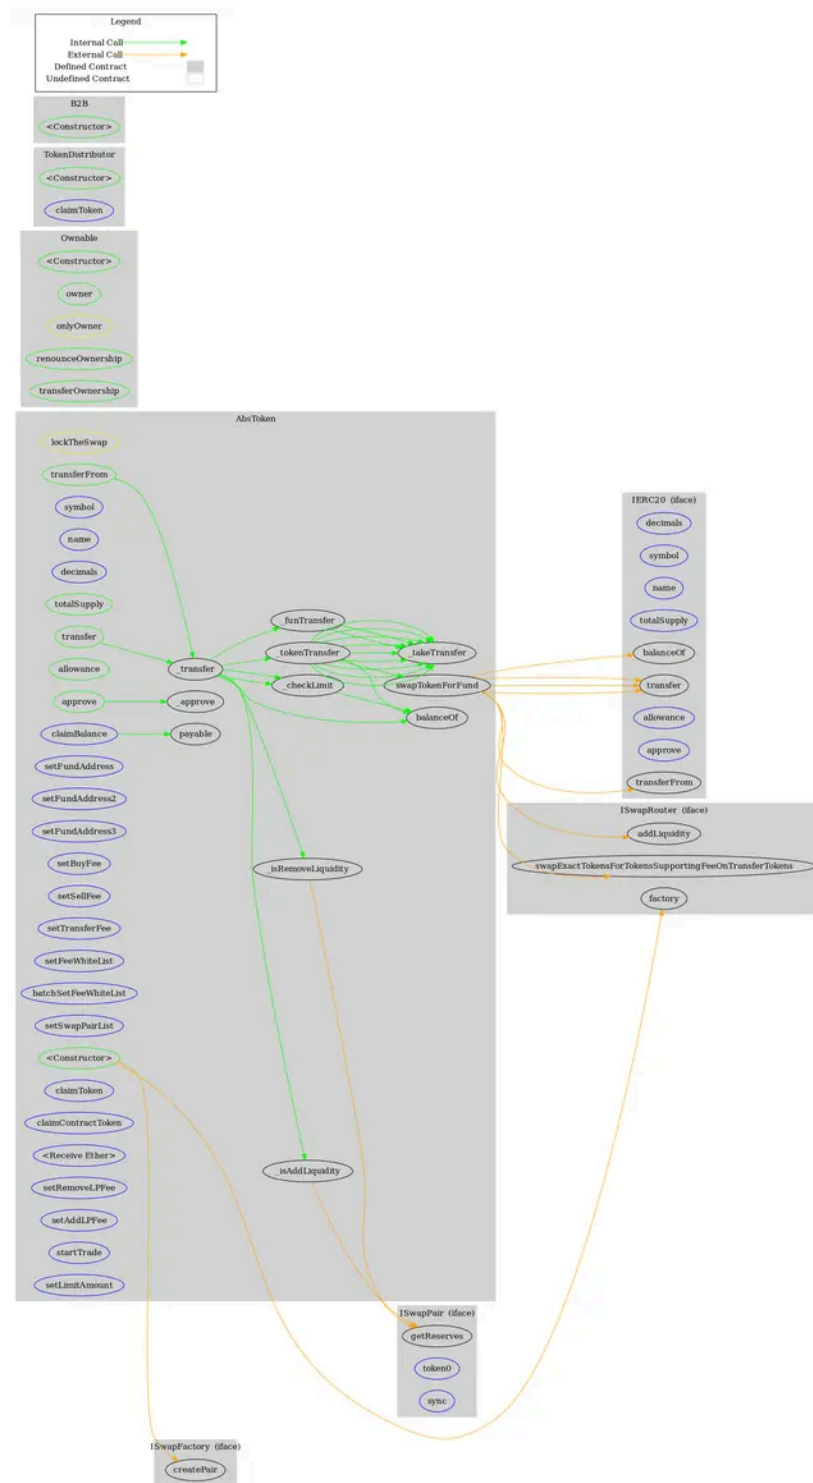 Legend
Internal Call
External Call
Defined Contract
Undefined Contract
B2B
<Constructor>
TokenDistributor
<Constructor>
claimToken
Ownable
<Constructor>
owner
onlyOwner
renounceOwnership
transferOwnership
AbsToken
lockTheSwap
transferFrom
symbol
name
decimals
totalSupply
transfer
allowance
approve
claimBalance
setFundAddress
setFundAddress2
setFundAddress3
setBuyFee
setSellFee
setTransferFee
setFeeWhiteList
batchSetFeeWhiteList
setSwapPairList
<Constructor>
claimToken
claimContractToken
<Receive Ether>
setRemoveLPFee
setAddLPFee
startTrade
setLimitAmount
_transfer
_approve
payable
_funTransfer
_tokenTransfer
_checkLimit
_isRemoveLiquidity
_isAddLiquidity
_takeTransfer
swapTokenForFund
balanceOf
IERC20 (iface)
decimals
symbol
name
totalSupply
balanceOf
transfer
allowance
approve
transferFrom
ISwapRouter (iface)
addLiquidity
swapExactTokensForTokensSupportingFeeOnTransferTokens
factory
ISwapPair (iface)
getReserves
token0
sync
ISwapFactory (iface)
createPair